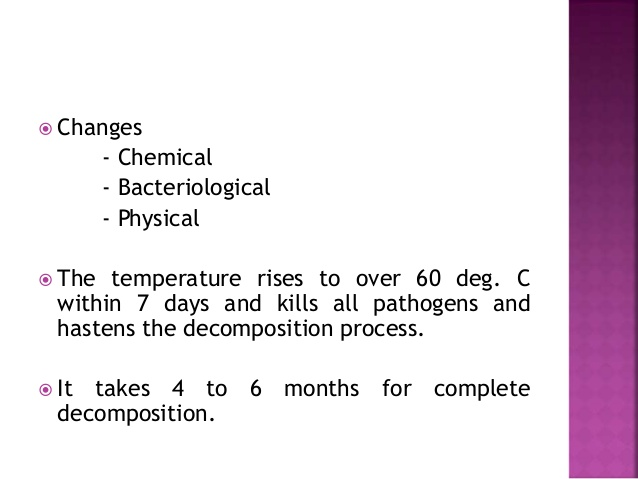 Changes
- Chemical
- Bacteriological
- Physical
The temperature rises to over 60 deg. C
within 7 days and kills all pathogens and
hastens the decomposition process.
It takes 4 to 6 months for complete
decomposition.